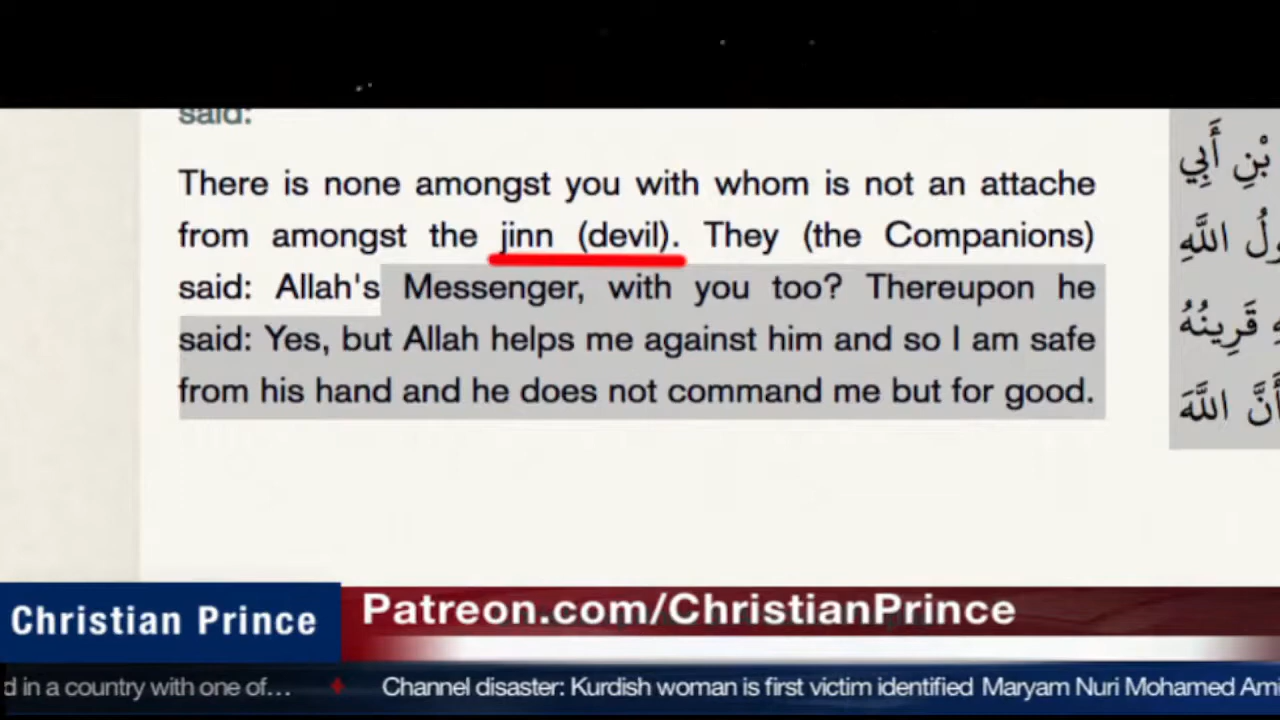 said:
There is none amongst you with whom is not an attache
from amongst the jinn (devil). They (the Companions)
said: Allah's Messenger, with you too? Thereupon he
said: Yes, but Allah helps me against him and so I am safe
from his hand and he does not command me but for good.
بْنِ أَبِي
اللَّهِ
قَرِينُهُ
أَنَّ اللَّهَ
Christian Prince
Patreon.com/ChristianPrince
d in a country with one of... ♦ Channel disaster: Kurdish woman is first victim identified Maryam Nuri Mohamed Ami